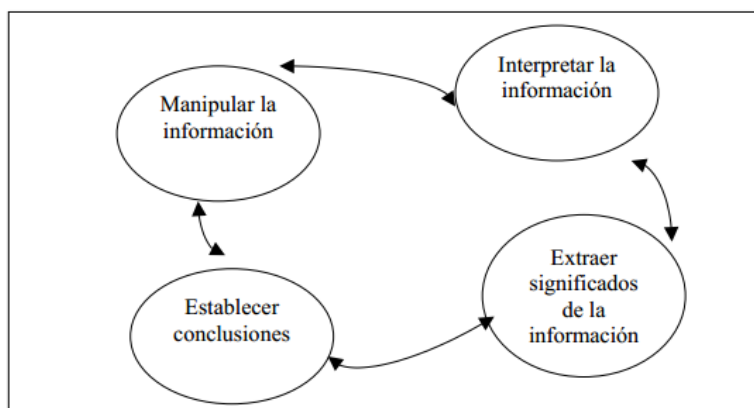 Manipular la
información
Interpretar la
información
Establecer
conclusiones
Extraer
significados
de la
información